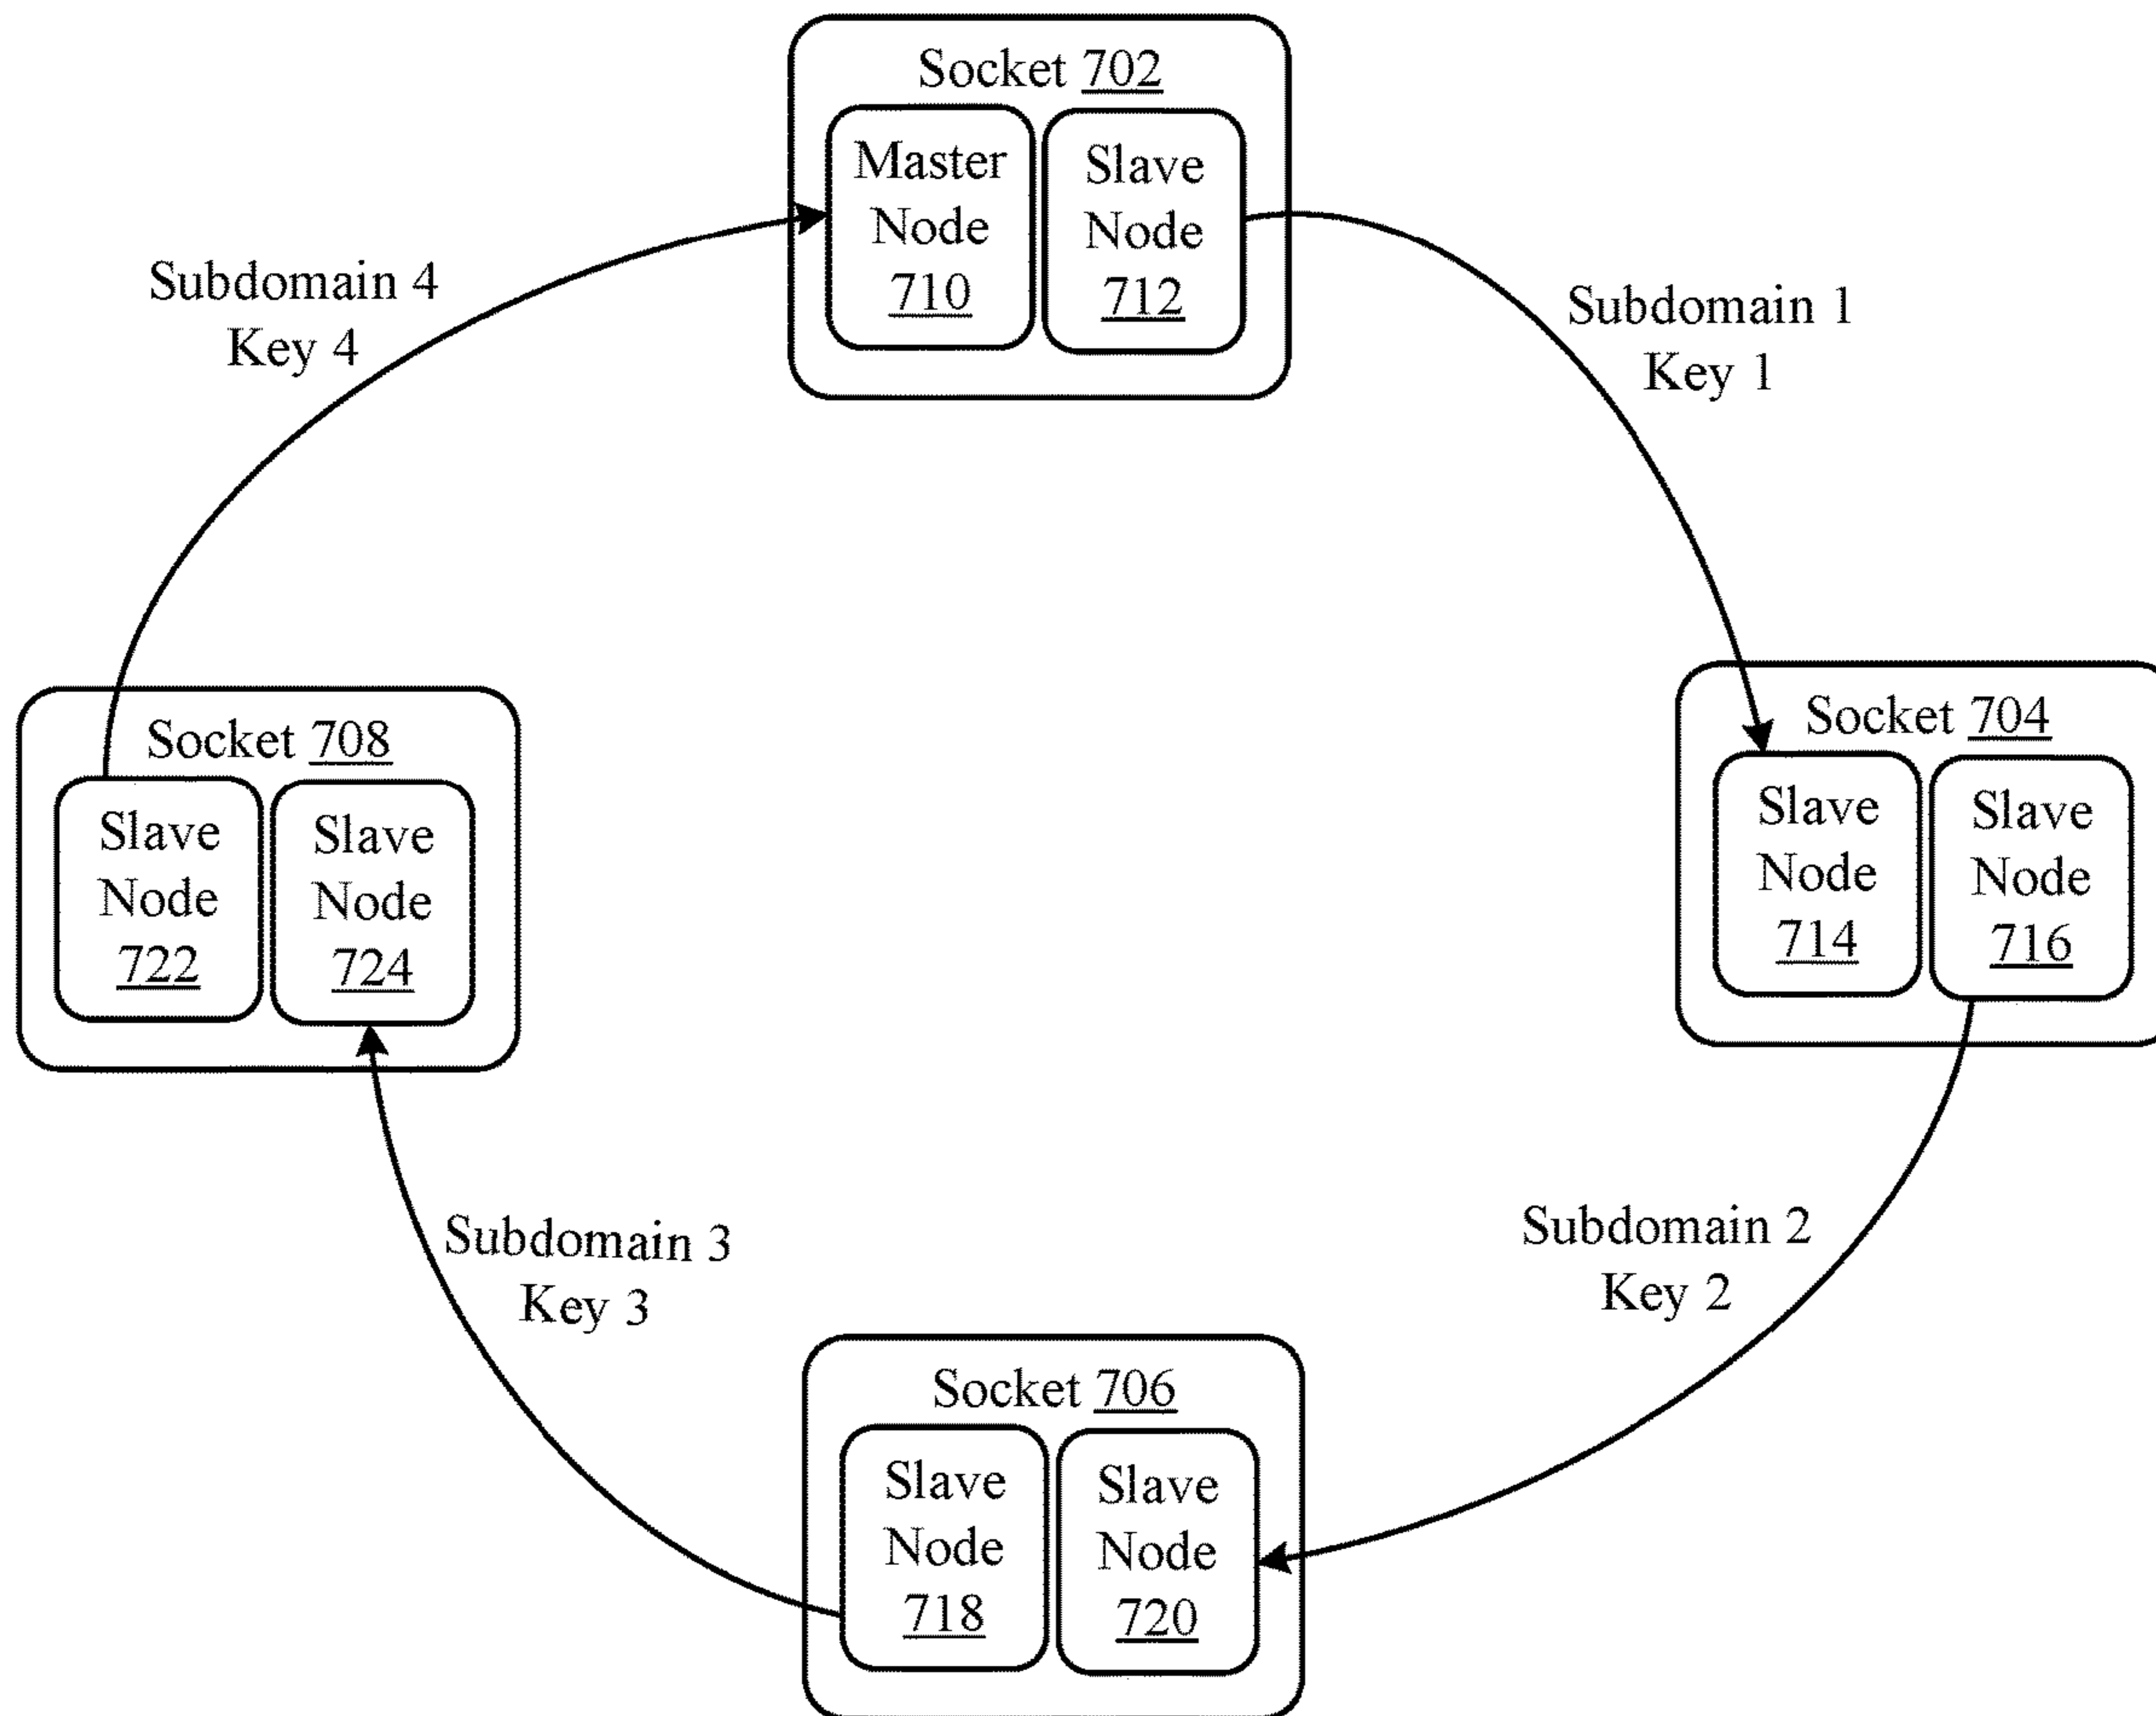 Socket 702
Master
Node
710
Slave
Node
712
Subdomain 4
Key 4
Subdomain 1
Key 1
Socket 708
Slave
Node
722
Slave
Node
724
Socket 704
Slave
Node
714
Slave
Node
716
Subdomain 3
Key 3
Subdomain 2
Key 2
Socket 706
Slave
Node
718
Slave
Node
720